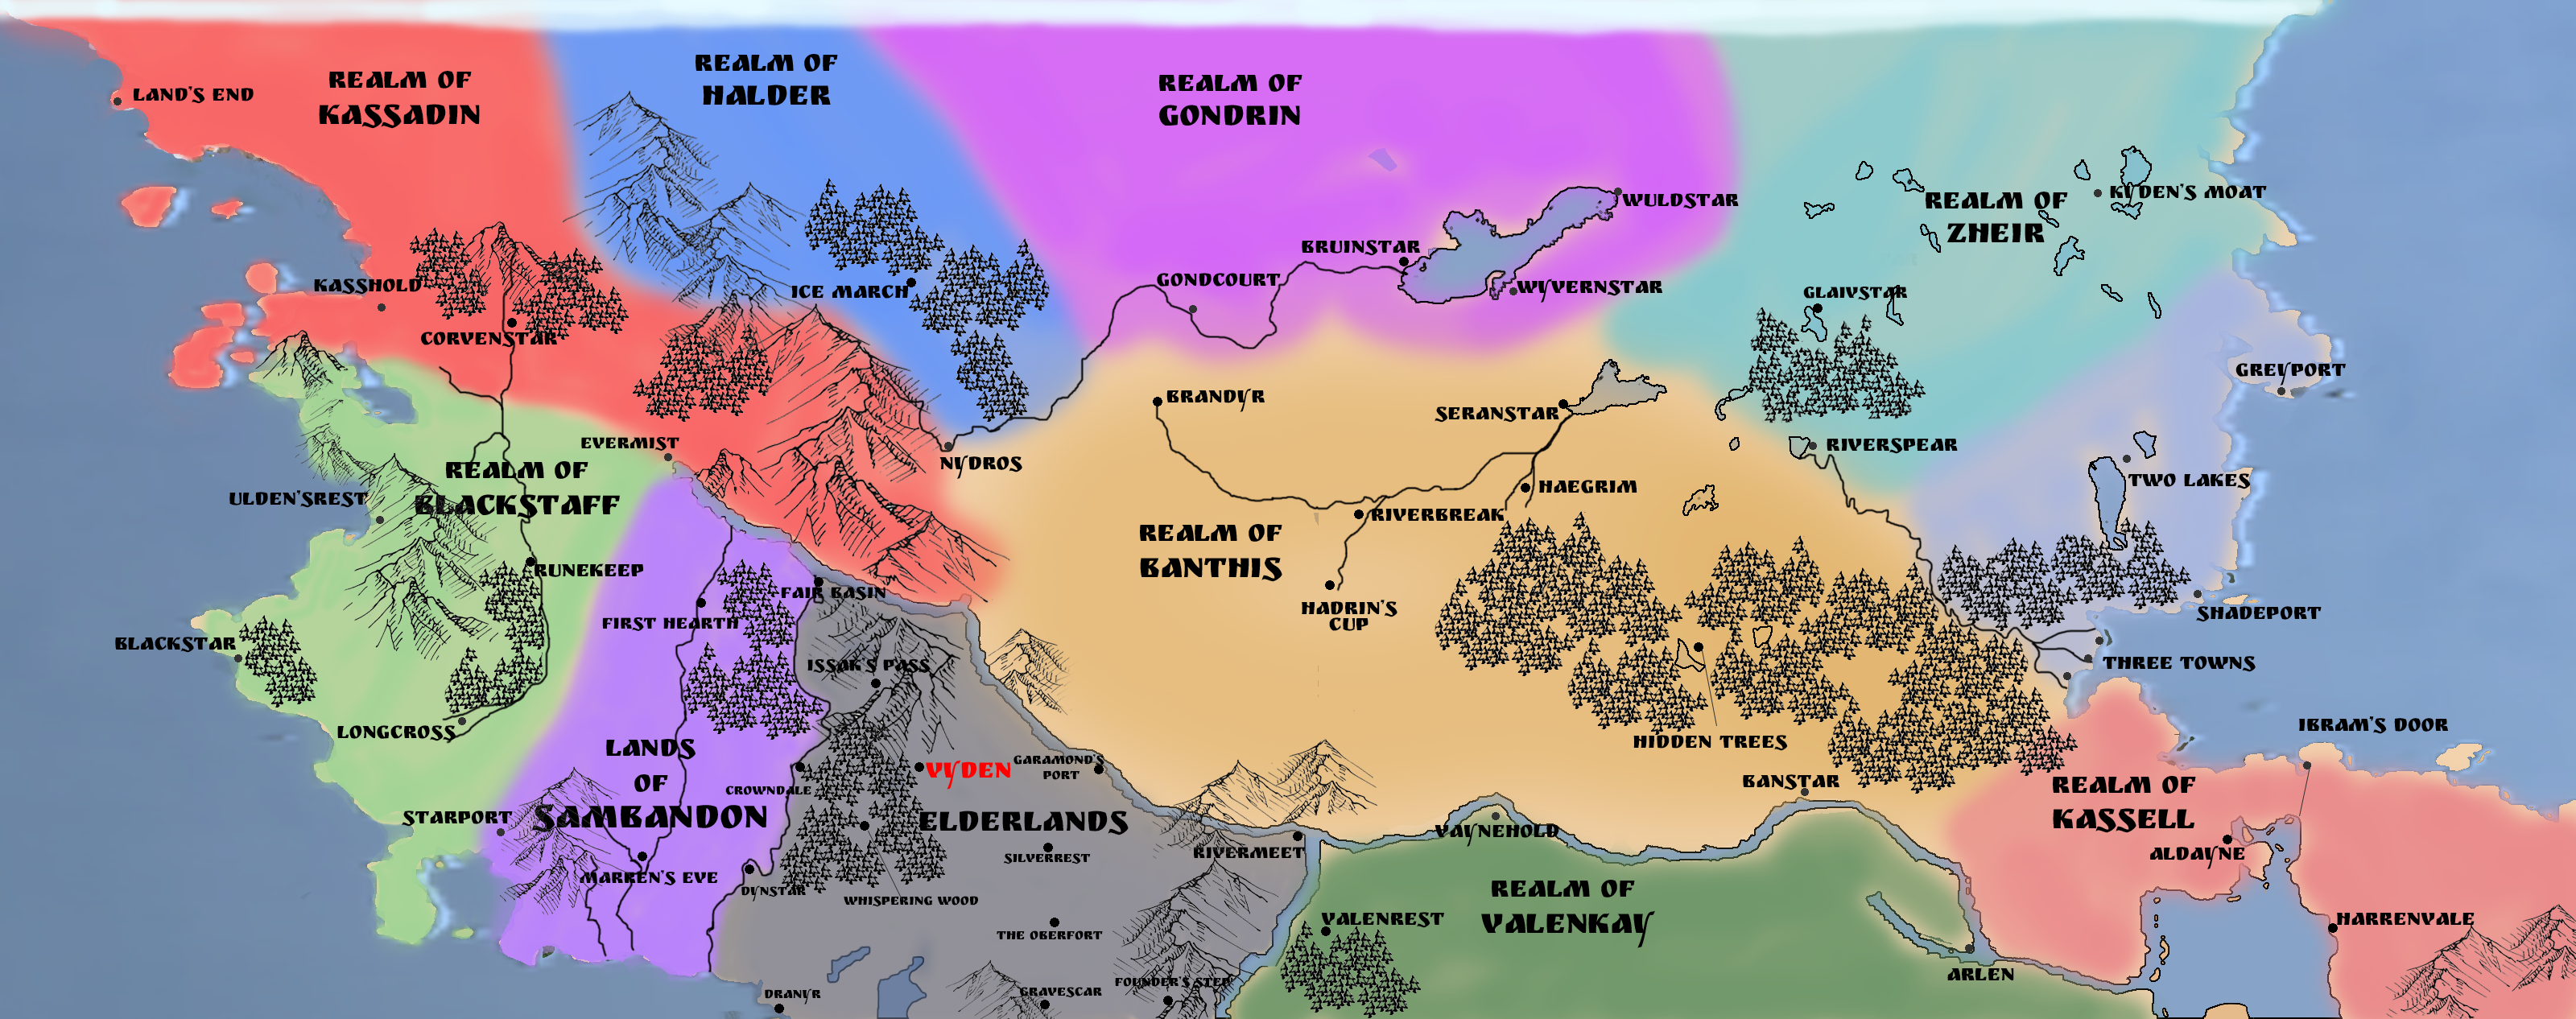 REALM OF
HALDER
REALM OF
KASSADIN
REALM OF
GONDRIN
LAND'S END
KYDEN'S MOAT
REALM OF
ZHEIR
WULDSTAR
BRUINSTAR
GONDCOURT
WYVERNSTAR
KASSHOLD
ICE MARCH
GLAIVSTAR
CORVENSTAR
GREYPORT
BRANDYR
SERANSTAR
EVERMIST
RIVERSPEAR
NYDROS
REALM OF
BLACKSTAFF
TWO LAKES
HAEGRIM
ULDEN'SREST
RIVERBREAK
REALM OF
BANTHIS
RUNEKEEP
FAIR BASIN
HADRIN'S
CUP
SHADEPORT
FIRST HEARTH
BLACKSTAR
ISSAK'S PASS
THREE TOWNS
LONGCROSS
IBRAM'S DOOR
HIDDEN TREES
LANDS
OF
SAMBANDON
VYDEN
GARAMOND'S
PORT
BANSTAR
REALM OF
KASSELL
CROWNDALE
STARPORT
ELDERLANDS
VAYNEHOLD
RIVERMEET
ALDAYNE
SILVERREST
MARREN'S EVE
DYNSTAR
WHISPERING WOOD
REALM OF
VALENKAY
VALENREST
HARRENVALE
THE OBERFORT
ARLEN
FOUNDER'S STEP
GRAVESCAR
DRANYR